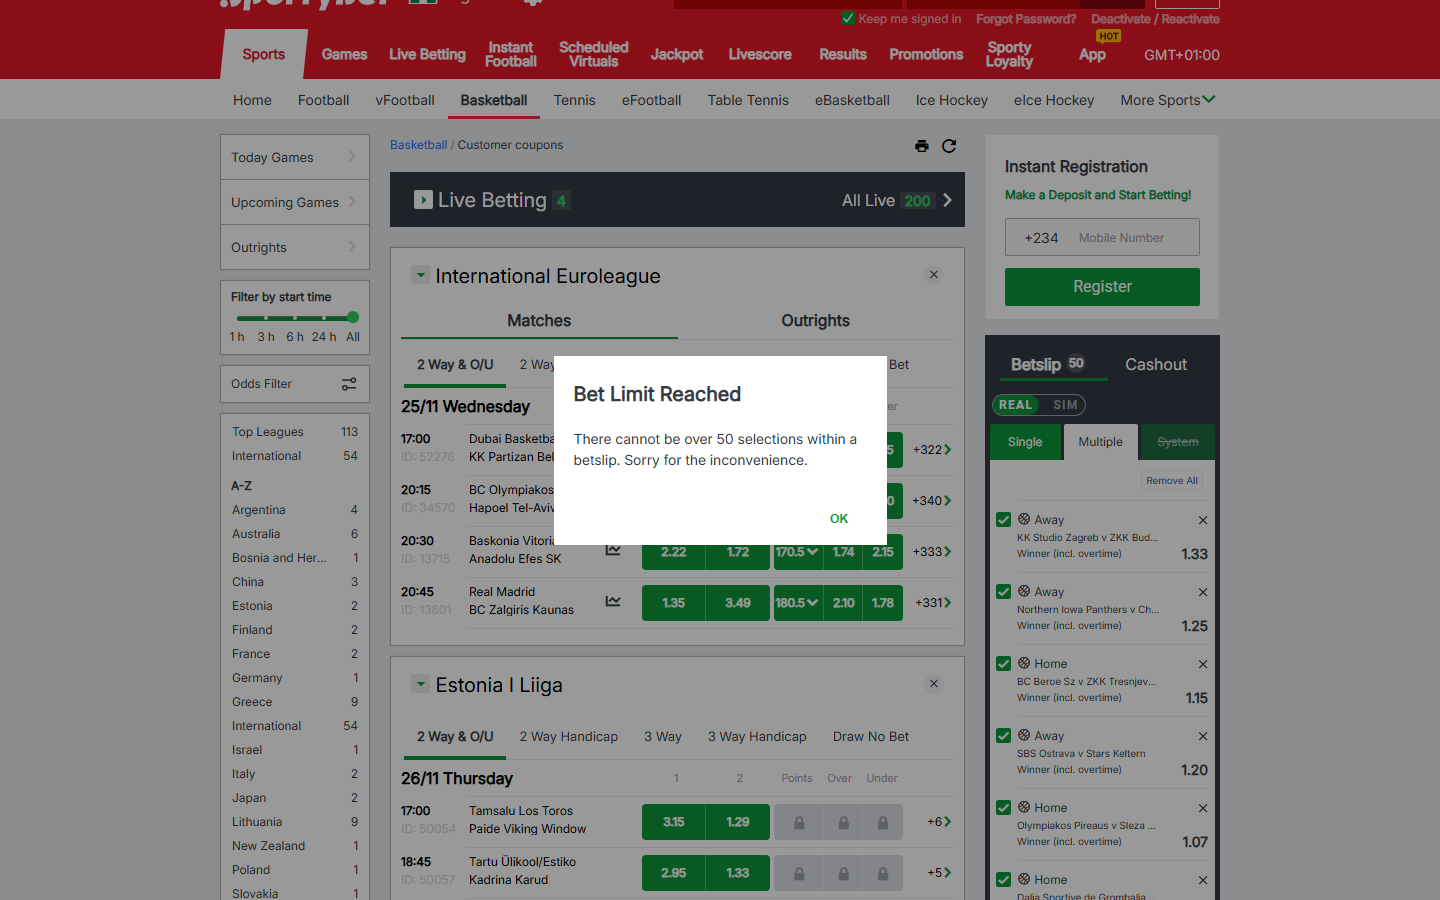 Keep me signed in
Forgot Password?
Deactivate / Reactivate
Sports
Games
Live Betting
Instant
Football
Scheduled
Virtuals
Jackpot
Livescore
Results
Promotions
Sporty
Loyalty
HOT
App
GMT+01:00
Home
Football
vFootball
Basketball
Tennis
eFootball
Table Tennis
eBasketball
Ice Hockey
eIce Hockey
More Sports
Today Games
Upcoming Games
Outrights
Filter by start time
1 h 3 h 6 h 24 h All
Odds Filter
Top Leagues 113
International 54
A-Z
Argentina 4
Australia 6
Bosnia and Her... 1
China 3
Estonia 2
Finland 2
France 2
Germany 1
Greece 9
International 54
Israel 1
Italy 2
Japan 2
Lithuania 9
New Zealand 1
Poland 1
Slovakia 1
Basketball / Customer coupons
Live Betting 4
All Live 200
International Euroleague
Matches
Outrights
2 Way & O/U
2 Way
Bet
25/11 Wednesday
17:00
ID: 52276
Dubai Basketba
KK Partizan Bel
+322
20:15
ID: 34570
BC Olympiakos
Hapoel Tel-Aviv
+340
20:30
ID: 13715
Baskonia Vitoria
Anadolu Efes SK
2.22 1.72 170.5 1.74 2.15 +333
20:45
ID: 13801
Real Madrid
BC Zalgiris Kaunas
1.35 3.49 180.5 2.10 1.78 +331
Bet Limit Reached
There cannot be over 50 selections within a
betslip. Sorry for the inconvenience.
OK
Estonia I Liiga
2 Way & O/U
2 Way Handicap
3 Way
3 Way Handicap
Draw No Bet
26/11 Thursday
1 2 Points Over Under
17:00
ID: 50054
Tamsalu Los Toros
Paide Viking Window
3.15 1.29 +6
18:45
ID: 50057
Tartu Ülikool/Estiko
Kadrina Karud
2.95 1.33 +5
Instant Registration
Make a Deposit and Start Betting!
+234 Mobile Number
Register
Betslip 50
Cashout
REAL SIM
Single
Multiple
System
Remove All
Away
KK Studio Zagreb v ZKK Bud...
Winner (incl. overtime) 1.33
Away
Northern Iowa Panthers v Ch...
Winner (incl. overtime) 1.25
Home
BC Beroe Sz v ZKK Tresnjev...
Winner (incl. overtime) 1.15
Away
SBS Ostrava v Stars Keltern
Winner (incl. overtime) 1.20
Home
Olympiakos Pireaus v Sleza ...
Winner (incl. overtime) 1.07
Home
Dalia Sportive de Grombalia